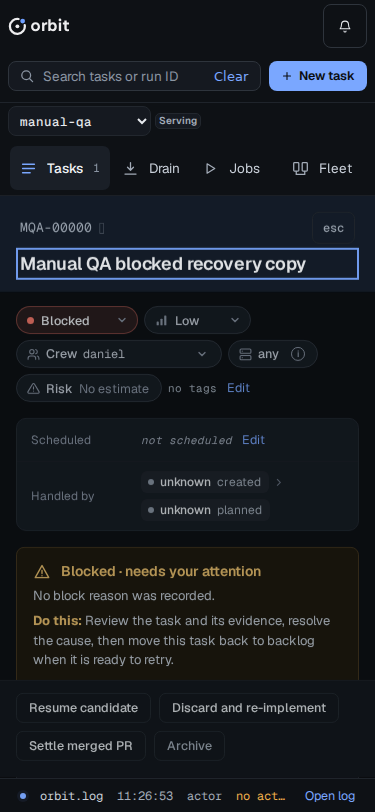 orbit
Search tasks or run ID Clear
+ New task
manual-qa Serving
Tasks 1 Drain Jobs Fleet
MQA-00000 esc
Manual QA blocked recovery copy
Blocked Low
Crew daniel any
Risk No estimate no tags Edit
Scheduled not scheduled Edit
Handled by unknown created
unknown planned
Blocked · needs your attention
No block reason was recorded.
Do this: Review the task and its evidence, resolve
the cause, then move this task back to backlog
when it is ready to retry.
Resume candidate Discard and re-implement
Settle merged PR Archive
orbit.log 11:26:53 actor no act… Open log